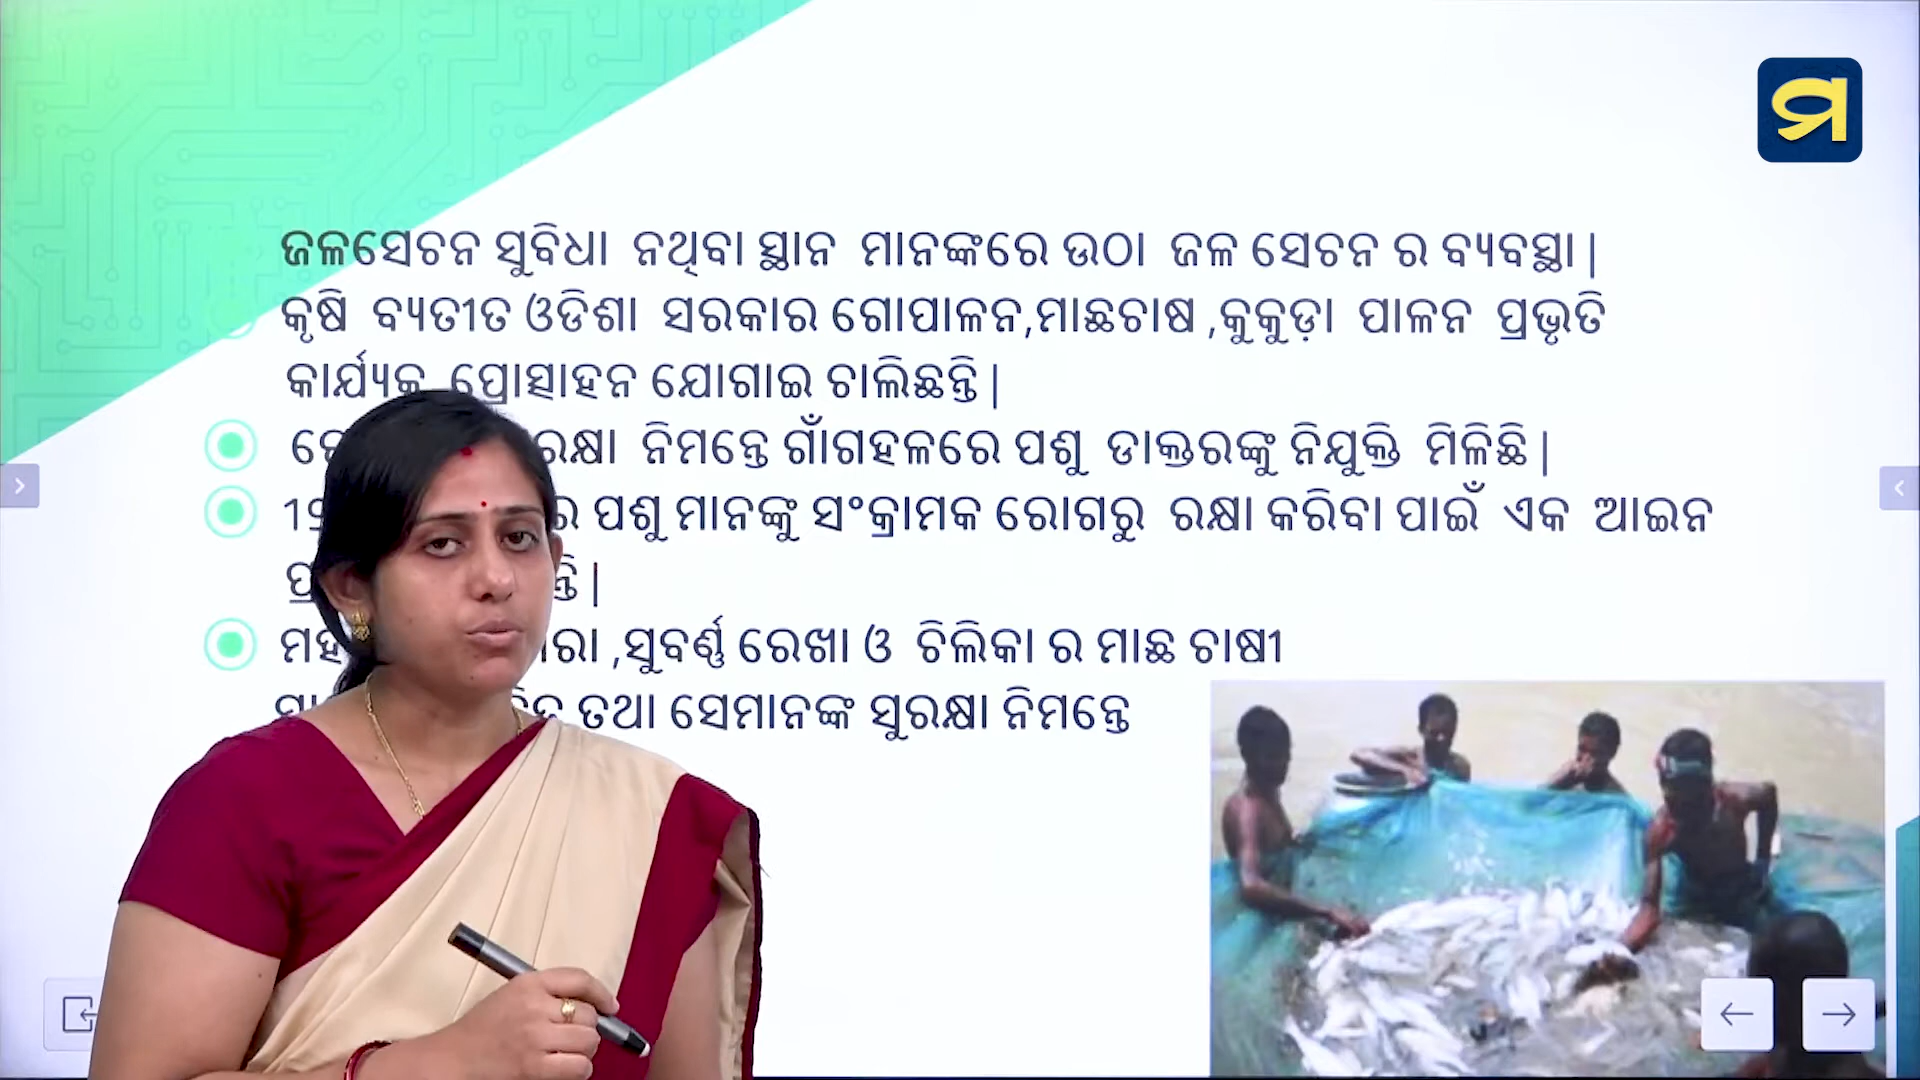 ମ
ଜଳସେଚନ ସୁବିଧା ନଥିବା ସ୍ଥାନ ମାନଙ୍କରେ ଉଠା ଜଳ ସେଚନ ର ବ୍ୟବସ୍ଥା |
କୃଷି ବ୍ୟତୀତ ଓଡିଶା ସରକାର ଗୋପାଳନ,ମାଛଚାଷ ,କୁକୁଡ଼ା ପାଳନ ପ୍ରଭୃତି
କାର୍ଯ୍ୟକୁ ପ୍ରୋତ୍ସାହନ ଯୋଗାଇ ଚାଲିଛନ୍ତି |
ନିମନ୍ତେ ଗାଁଗହଳରେ ପଶୁ ଡାକ୍ତରଙ୍କୁ ନିଯୁକ୍ତି ମିଳିଛି |
ପଶୁ ମାନଙ୍କୁ ସଂକ୍ରାମକ ରୋଗରୁ ରକ୍ଷା କରିବା ପାଇଁ ଏକ ଆଇନ
,ସୁବର୍ଣ୍ଣ ରେଖା ଓ ଚିଲିକା ର ମାଛ ଚାଷୀ
ତଥା ସେମାନଙ୍କ ସୁରକ୍ଷା ନିମନ୍ତେ